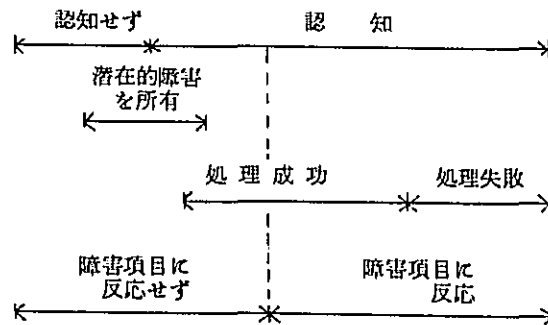 認知せず
認知
潜在的障害
を所有
処理成功
処理失敗
障害項目に
反応せず
障害項目に
反応